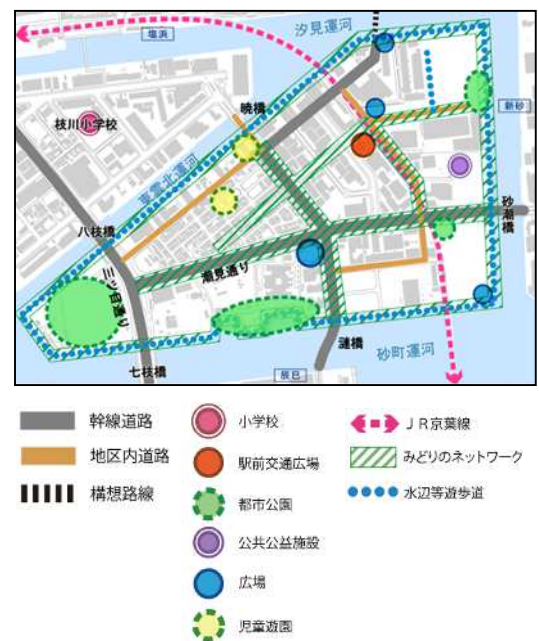 塩浜
汐見運河
枝川小学校
暁橋
新砂
東雲北運河
八枝橋
砂潮橋
三ツ目通り
潮見通り
漣橋
砂町運河
七枝橋
辰巳
幹線道路
地区内道路
構想路線
小学校
駅前交通広場
都市公園
公共公益施設
広場
児童遊園
JR京葉線
みどりのネットワーク
水辺等遊歩道